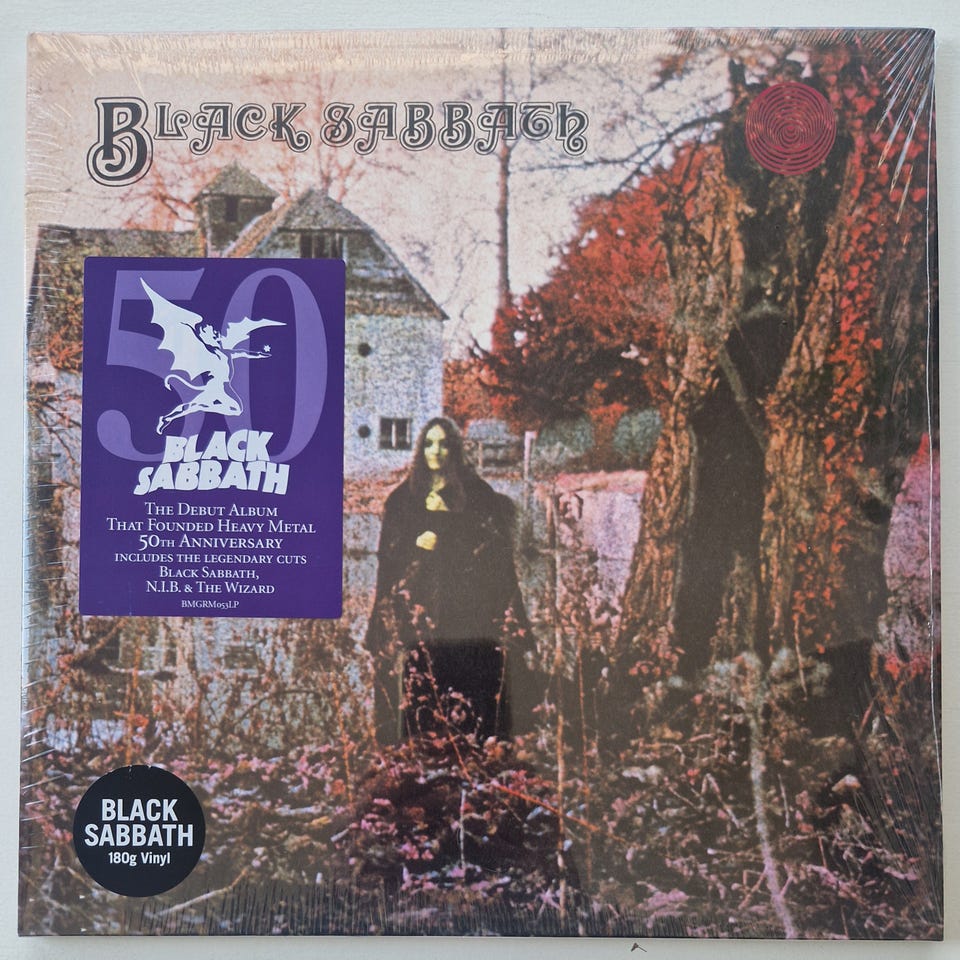 BLACK SABBATH
50
BLACK
SABBATH
THE DEBUT ALBUM
THAT FOUNDED HEAVY METAL
50TH ANNIVERSARY
INCLUDES THE LEGENDARY CUTS
BLACK SABBATH,
N.I.B. & THE WIZARD
BMGRM053LP
BLACK
SABBATH
180g Vinyl